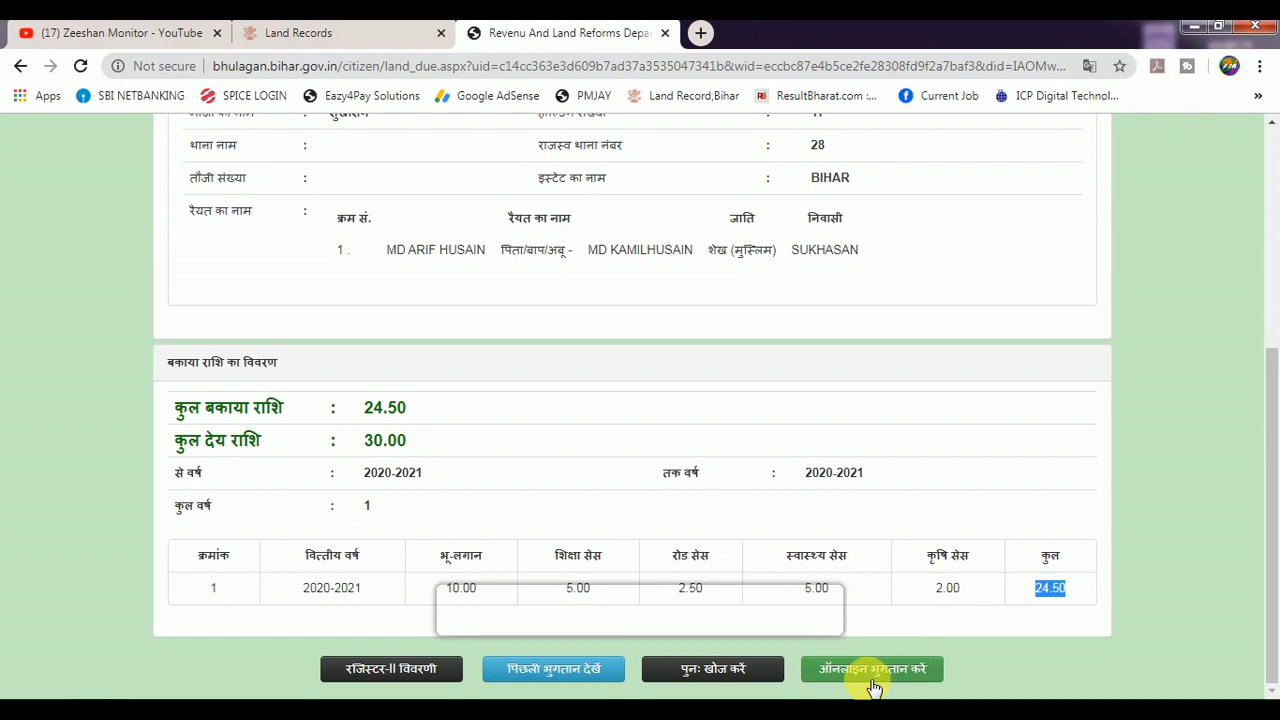 (17) Zeeshan Monitor - YouTube × Land Records × Revenu And Land Reforms Depa × +
Not secure | bhulagan.bihar.gov.in/citizen/land_due.aspx?uid=c14cc363e3d609b7ad37a3535047341b&wid=eccbc87e4b5ce2fe28308fd9f2a7baf3&did=IAOMw...
Apps SBI NETBANKING SPICE LOGIN Eazy4Pay Solutions Google AdSense PMJAY Land Record,Bihar ResultBharat.com :... Current Job ICP Digital Technol... »
थाना नाम : राजस्व थाना नंबर : 28
तौजी संख्या : इस्टेट का नाम : BIHAR
रैयत का नाम : क्रम सं. रैयत का नाम जाति निवासी
1 . MD ARIF HUSAIN पिता/बाप/अबू - MD KAMILHUSAIN शेख (मुस्लिम) SUKHASAN
बकाया राशि का विवरण
कुल बकाया राशि : 24.50
कुल देय राशि : 30.00
से वर्ष : 2020-2021 तक वर्ष : 2020-2021
कुल वर्ष : 1
क्रमांक वित्तीय वर्ष भू-लगान शिक्षा सेस रोड सेस स्वास्थ्य सेस कृषि सेस कुल
1 2020-2021 10.00 5.00 2.50 5.00 2.00 24.50
रजिस्टर-II विवरणी पिछली भुगतान देखें पुनः खोज करें ऑनलाइन भुगतान करें